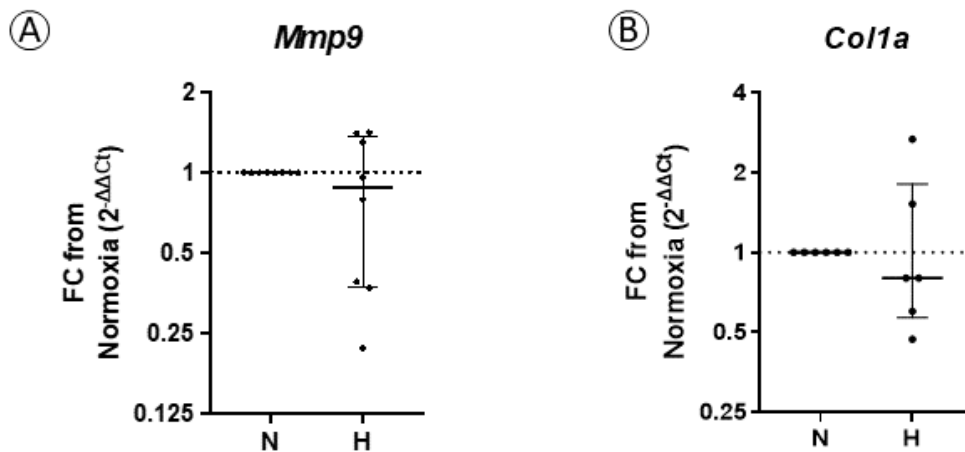 A
Mmp9
FC from
Normoxia (2^-ΔΔCt)
2
1
0.5
0.25
0.125
N H
B
Col1a
FC from
Normoxia (2^-ΔΔCt)
4
2
1
0.5
0.25
N H